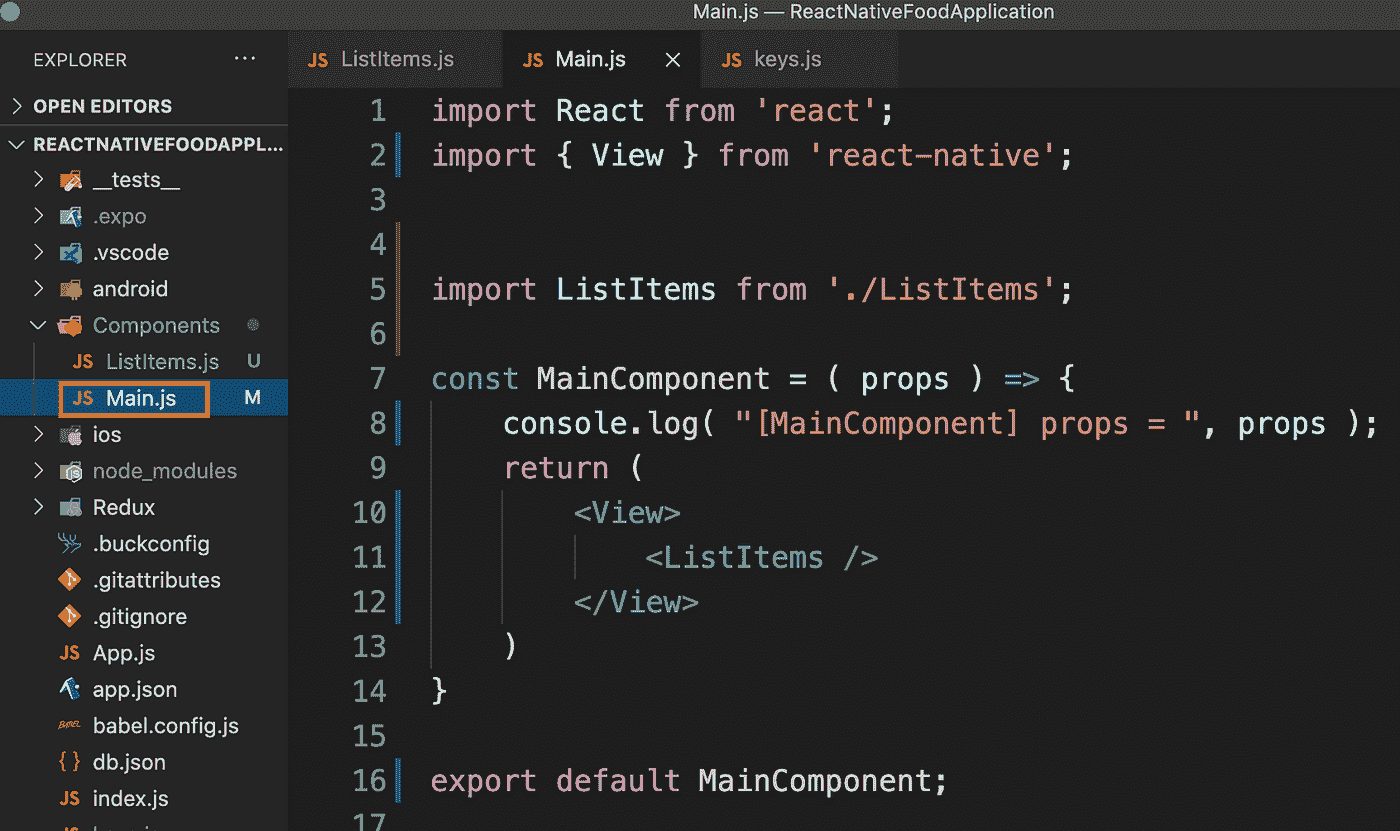 Main.js — ReactNativeFoodApplication
EXPLORER ···
OPEN EDITORS
REACTNATIVEFOODAPPL...
__tests__
.expo
.vscode
android
Components
JS ListItems.js U
JS Main.js M
ios
node_modules
Redux
.buckconfig
.gitattributes
.gitignore
JS App.js
app.json
BABEL babel.config.js
{} db.json
JS index.js
JS ListItems.js
JS Main.js
JS keys.js
1 import React from 'react';
2 import { View } from 'react-native';
3
4
5 import ListItems from './ListItems';
6
7 const MainComponent = ( props ) => {
8 console.log( "[MainComponent] props = ", props );
9 return (
10 <View>
11 <ListItems />
12 </View>
13 )
14 }
15
16 export default MainComponent;
17